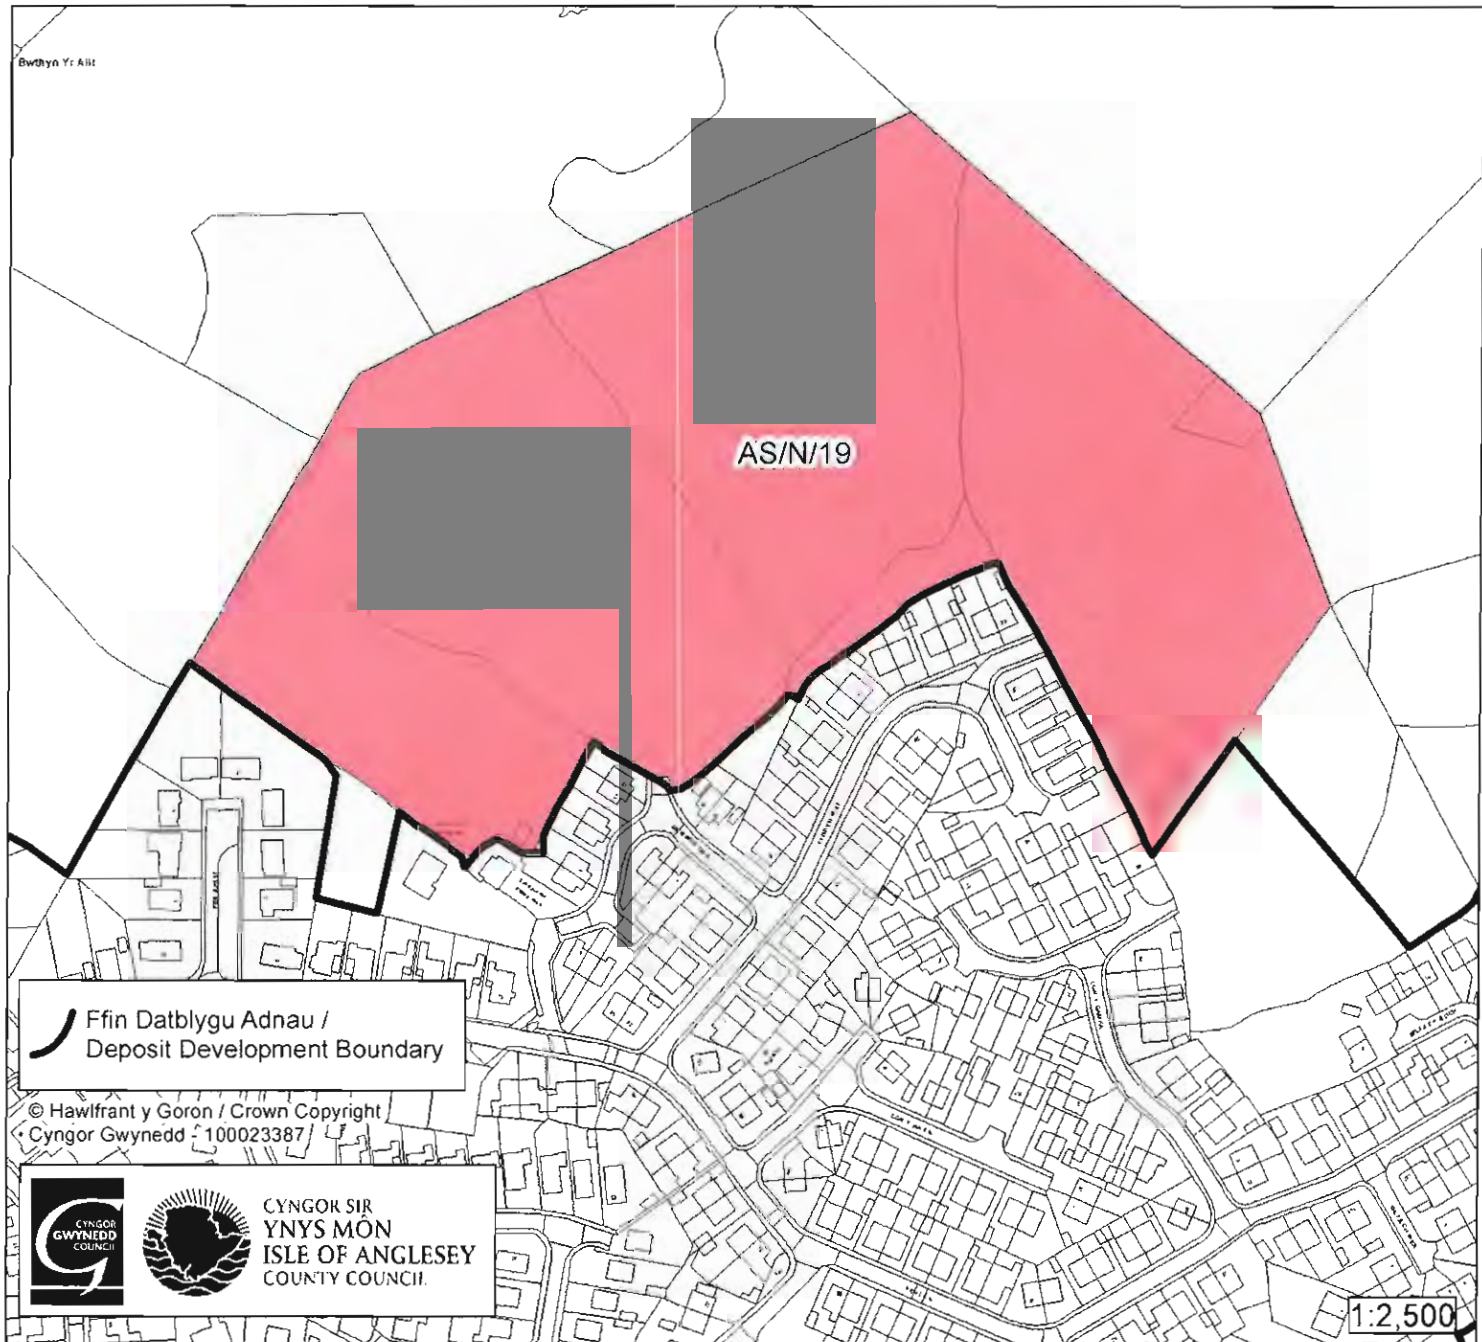 Bwthyn Yr Allt
AS/N/19
Ffin Datblygu Adnau /
Deposit Development Boundary
© Hawlfrant y Goron / Crown Copyright
Cyngor Gwynedd - 100023387
CYNGOR
GWYNEDD
COUNCIL
CYNGOR SIR
YNYS MÔN
ISLE OF ANGLESEY
COUNTY COUNCIL
1:2,500